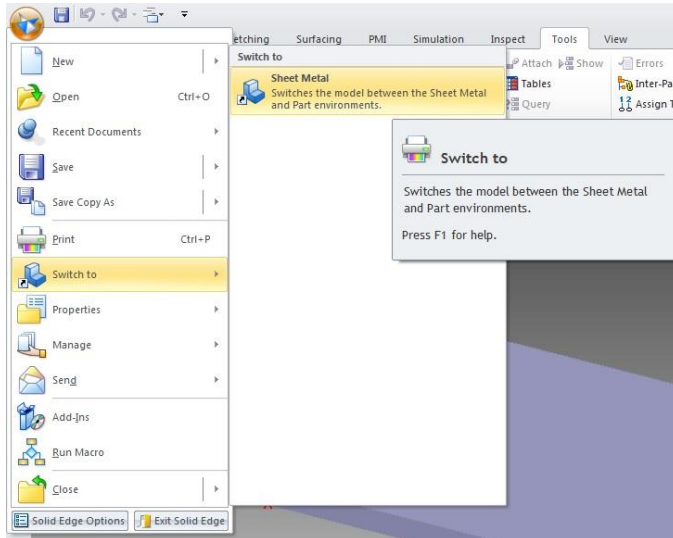 etching Surfacing PMI Simulation Inspect Tools View
New
Open Ctrl+O
Recent Documents
Save
Save Copy As
Print Ctrl+P
Switch to
Properties
Manage
Send
Add-Ins
Run Macro
Close
Solid Edge Options Exit Solid Edge
Switch to
Sheet Metal
Switches the model between the Sheet Metal
and Part environments.
Attach Show Errors
Tables Inter-Pa
Query Assign T
Switch to
Switches the model between the Sheet Metal
and Part environments.
Press F1 for help.